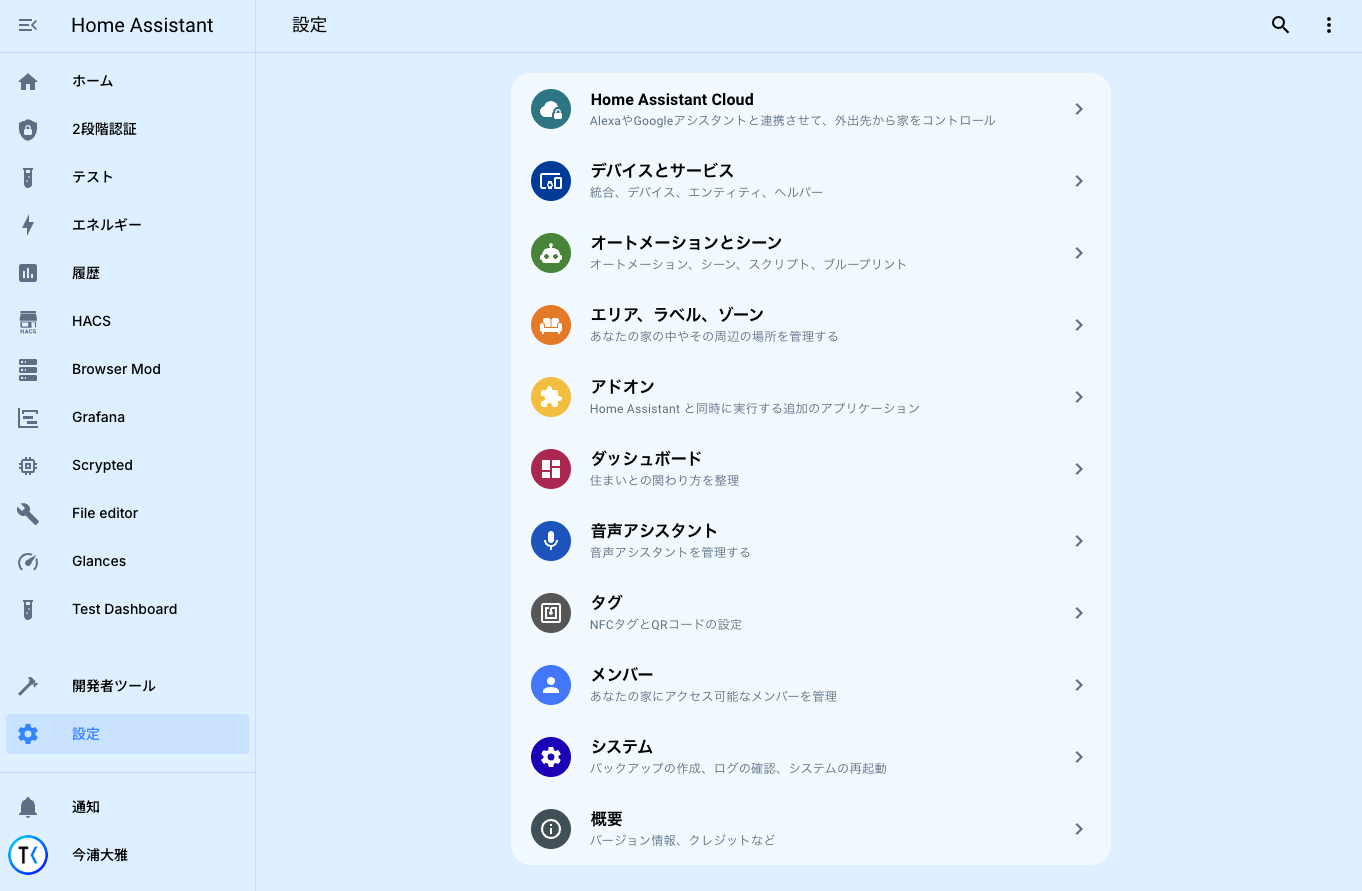 Home Assistant
設定
ホーム
2段階認証
テスト
エネルギー
履歴
HACS
HACS
Browser Mod
Grafana
Scrypted
File editor
Glances
Test Dashboard
開発者ツール
設定
通知
TK
今浦大雅
Home Assistant Cloud
AlexaやGoogleアシスタントと連携させて、外出先から家をコントロール
デバイスとサービス
統合、デバイス、エンティティ、ヘルパー
オートメーションとシーン
オートメーション、シーン、スクリプト、ブループリント
エリア、ラベル、ゾーン
あなたの家の中やその周辺の場所を管理する
アドオン
Home Assistant と同時に実行する追加のアプリケーション
ダッシュボード
住まいとの関わり方を整理
音声アシスタント
音声アシスタントを管理する
タグ
NFCタグとQRコードの設定
メンバー
あなたの家にアクセス可能なメンバーを管理
システム
バックアップの作成、ログの確認、システムの再起動
概要
バージョン情報、クレジットなど